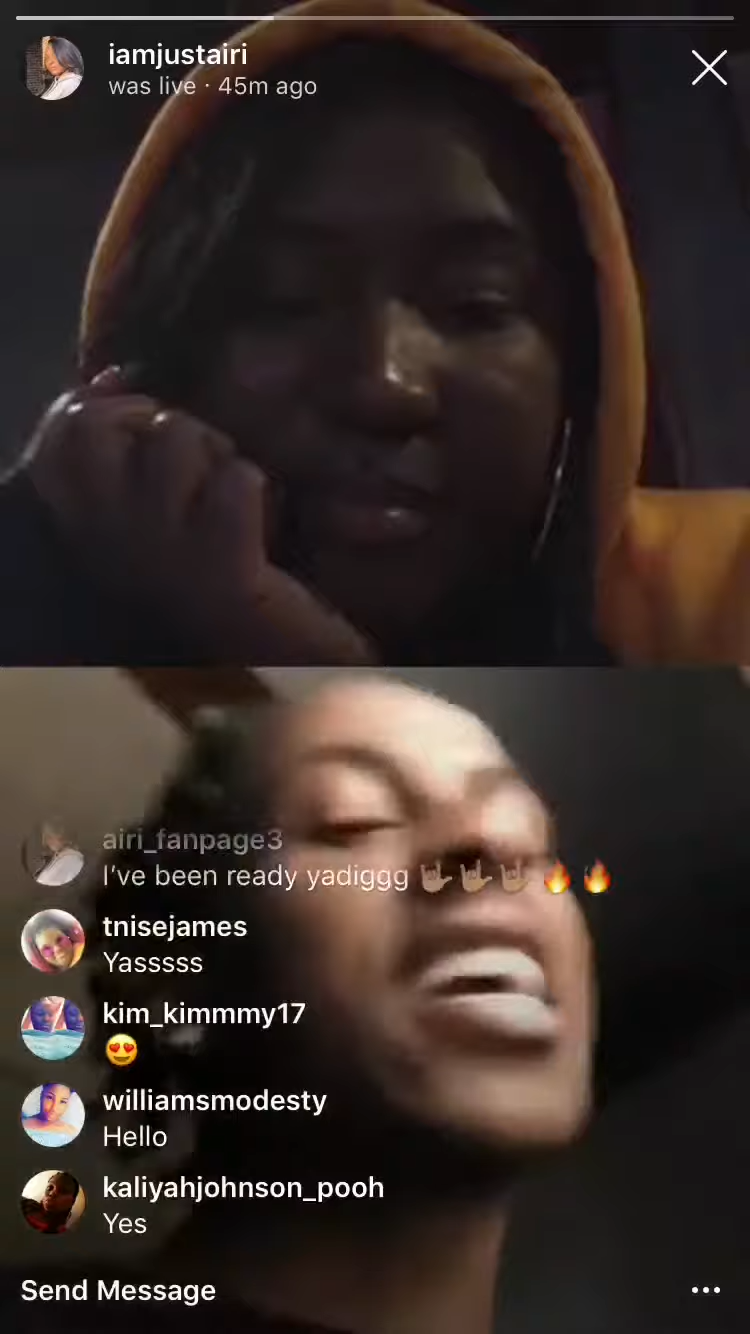 iamjustairi
was live · 45m ago
airi_fanpage3
I've been ready yadiggg 🤟🏽🤟🏽🤟🏽🔥🔥
tnisejames
Yasssss
kim_kimmmy17
😍
williamsmodesty
Hello
kaliyahjohnson_pooh
Yes
Send Message